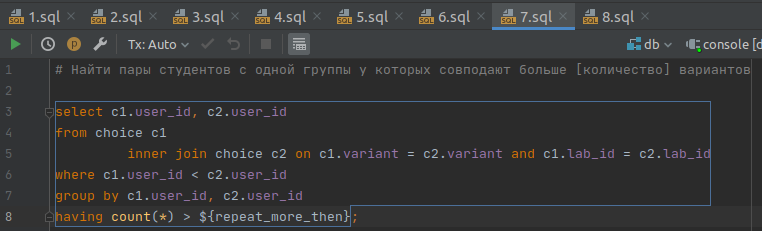 1.sql 2.sql 3.sql 4.sql 5.sql 6.sql 7.sql 8.sql
Tx: Auto db console [d
1 # Найти пары студентов с одной группы у которых совподают больше [количество] вариантов
2
3 select c1.user_id, c2.user_id
4 from choice c1
5 inner join choice c2 on c1.variant = c2.variant and c1.lab_id = c2.lab_id
6 where c1.user_id < c2.user_id
7 group by c1.user_id, c2.user_id
8 having count(*) > ${repeat_more_then};